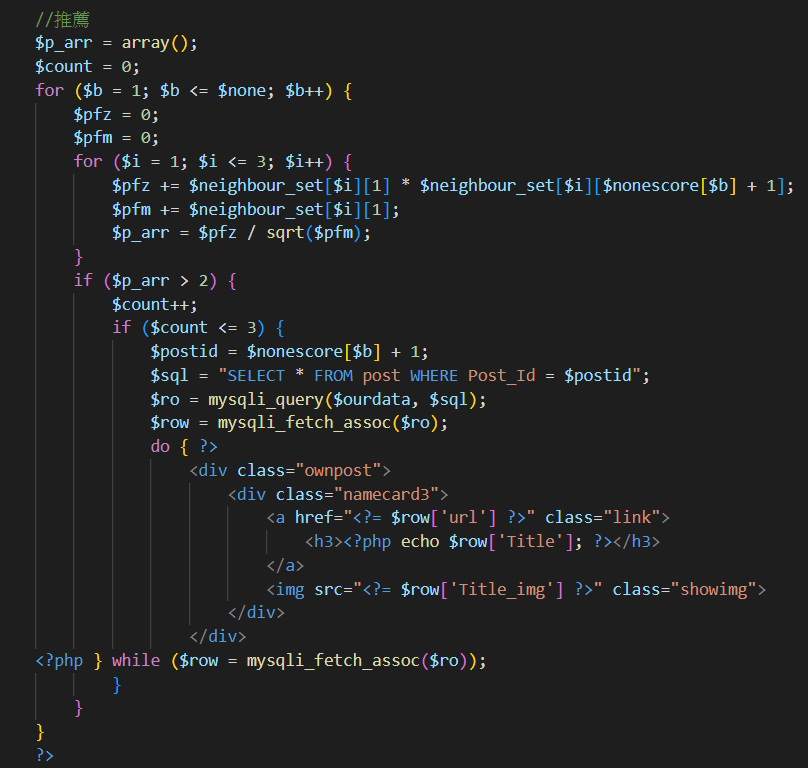 //推薦
$p_arr = array();
$count = 0;
for ($b = 1; $b <= $none; $b++) {
$pfz = 0;
$pfm = 0;
for ($i = 1; $i <= 3; $i++) {
$pfz += $neighbour_set[$i][1] * $neighbour_set[$i][$nonescore[$b] + 1];
$pfm += $neighbour_set[$i][1];
$p_arr = $pfz / sqrt($pfm);
}
if ($p_arr > 2) {
$count++;
if ($count <= 3) {
$postid = $nonescore[$b] + 1;
$sql = "SELECT * FROM post WHERE Post_Id = $postid";
$ro = mysqli_query($ourdata, $sql);
$row = mysqli_fetch_assoc($ro);
do { ?>
<div class="ownpost">
<div class="namecard3">
<a href="<?= $row['url'] ?>" class="link">
<h3><?php echo $row['Title']; ?></h3>
</a>
<img src="<?= $row['Title_img'] ?>" class="showimg">
</div>
</div>
<?php } while ($row = mysqli_fetch_assoc($ro));
}
}
}
?>